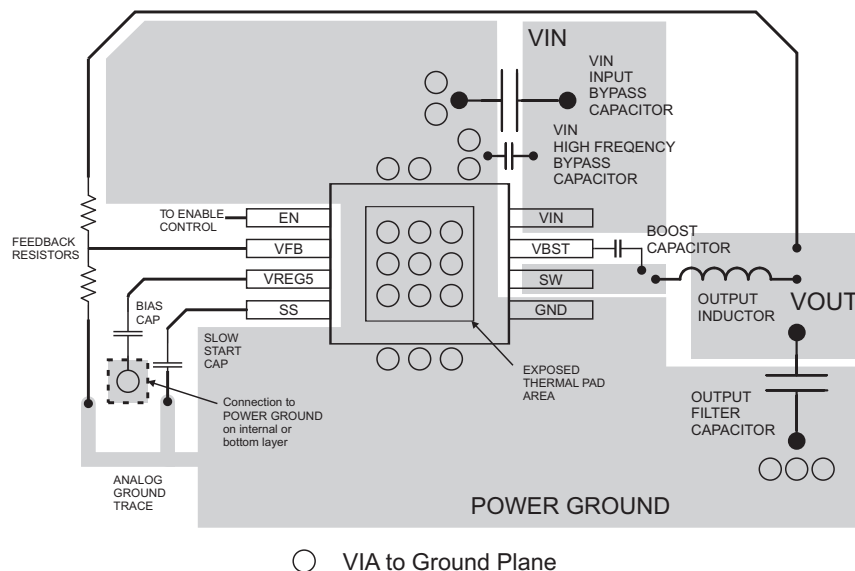 VIN
VIN
INPUT
BYPASS
CAPACITOR
VIN
HIGH FREQENCY
BYPASS
CAPACITOR
TO ENABLE
CONTROL
EN
VFB
VREG5
SS
VIN
VBST
SW
GND
BOOST
CAPACITOR
FEEDBACK
RESISTORS
BIAS
CAP
SLOW
START
CAP
OUTPUT
INDUCTOR
VOUT
EXPOSED
THERMAL PAD
AREA
Connection to
POWER GROUND
on internal or
bottom layer
OUTPUT
FILTER
CAPACITOR
ANALOG
GROUND
TRACE
POWER GROUND
VIA to Ground Plane